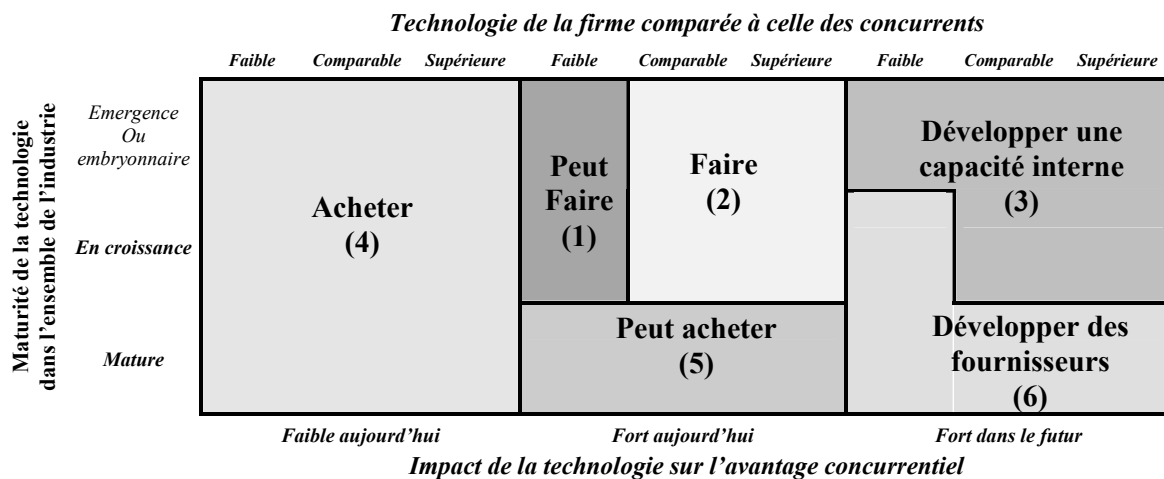 Technologie de la firme comparée à celle des concurrents
Faible Comparable Supérieure Faible Comparable Supérieure Faible Comparable Supérieure
Maturité de la technologie
dans l’ensemble de l’industrie
Emergence
Ou
embryonnaire
En croissance
Mature
Acheter
(4)
Peut
Faire
(1)
Faire
(2)
Développer une
capacité interne
(3)
Peut acheter
(5)
Développer des
fournisseurs
(6)
Faible aujourd’hui Fort aujourd’hui Fort dans le futur
Impact de la technologie sur l’avantage concurrentiel